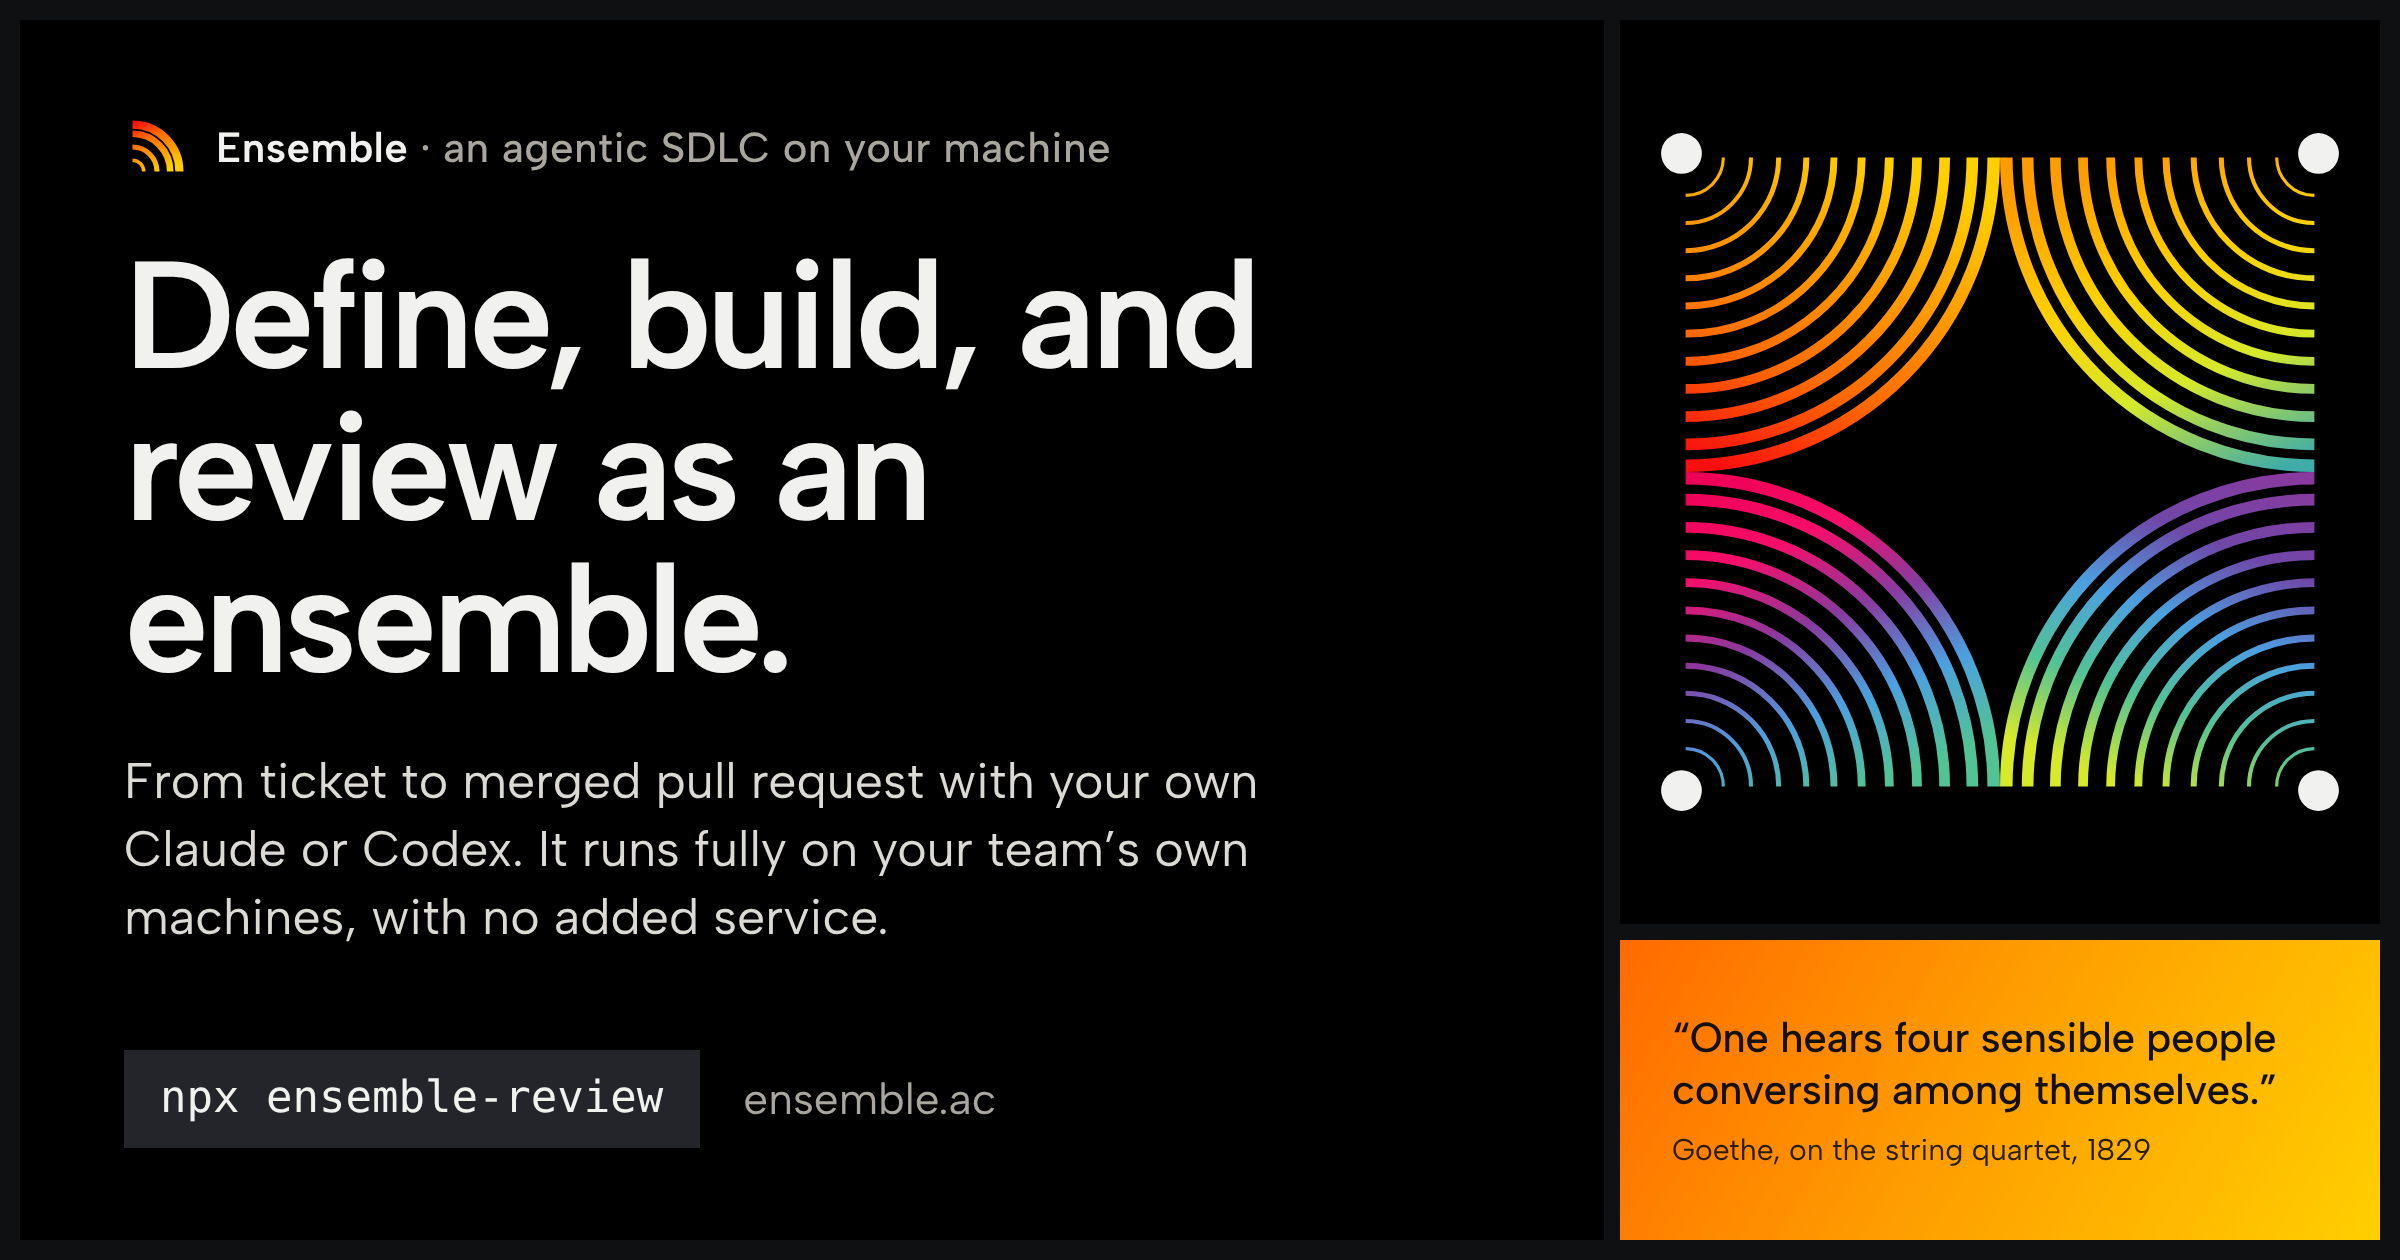 Ensemble · an agentic SDLC on your machine
Define, build, and
review as an
ensemble.
From ticket to merged pull request with your own
Claude or Codex. It runs fully on your team’s own
machines, with no added service.
npx ensemble-review
ensemble.ac
“One hears four sensible people
conversing among themselves.”
Goethe, on the string quartet, 1829